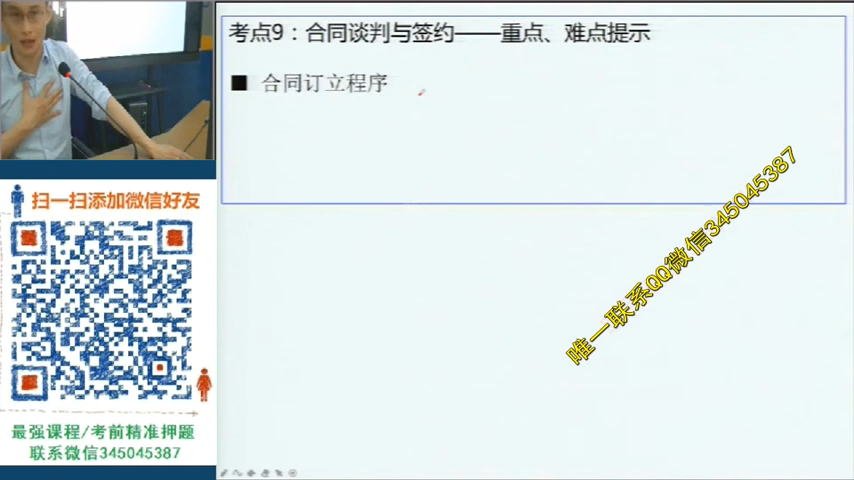 考点9：合同谈判与签约——重点、难点提示
■ 合同订立程序
扫一扫添加微信好友
最强课程/考前精准押题
联系微信345045387
唯一联系QQ微信345045387